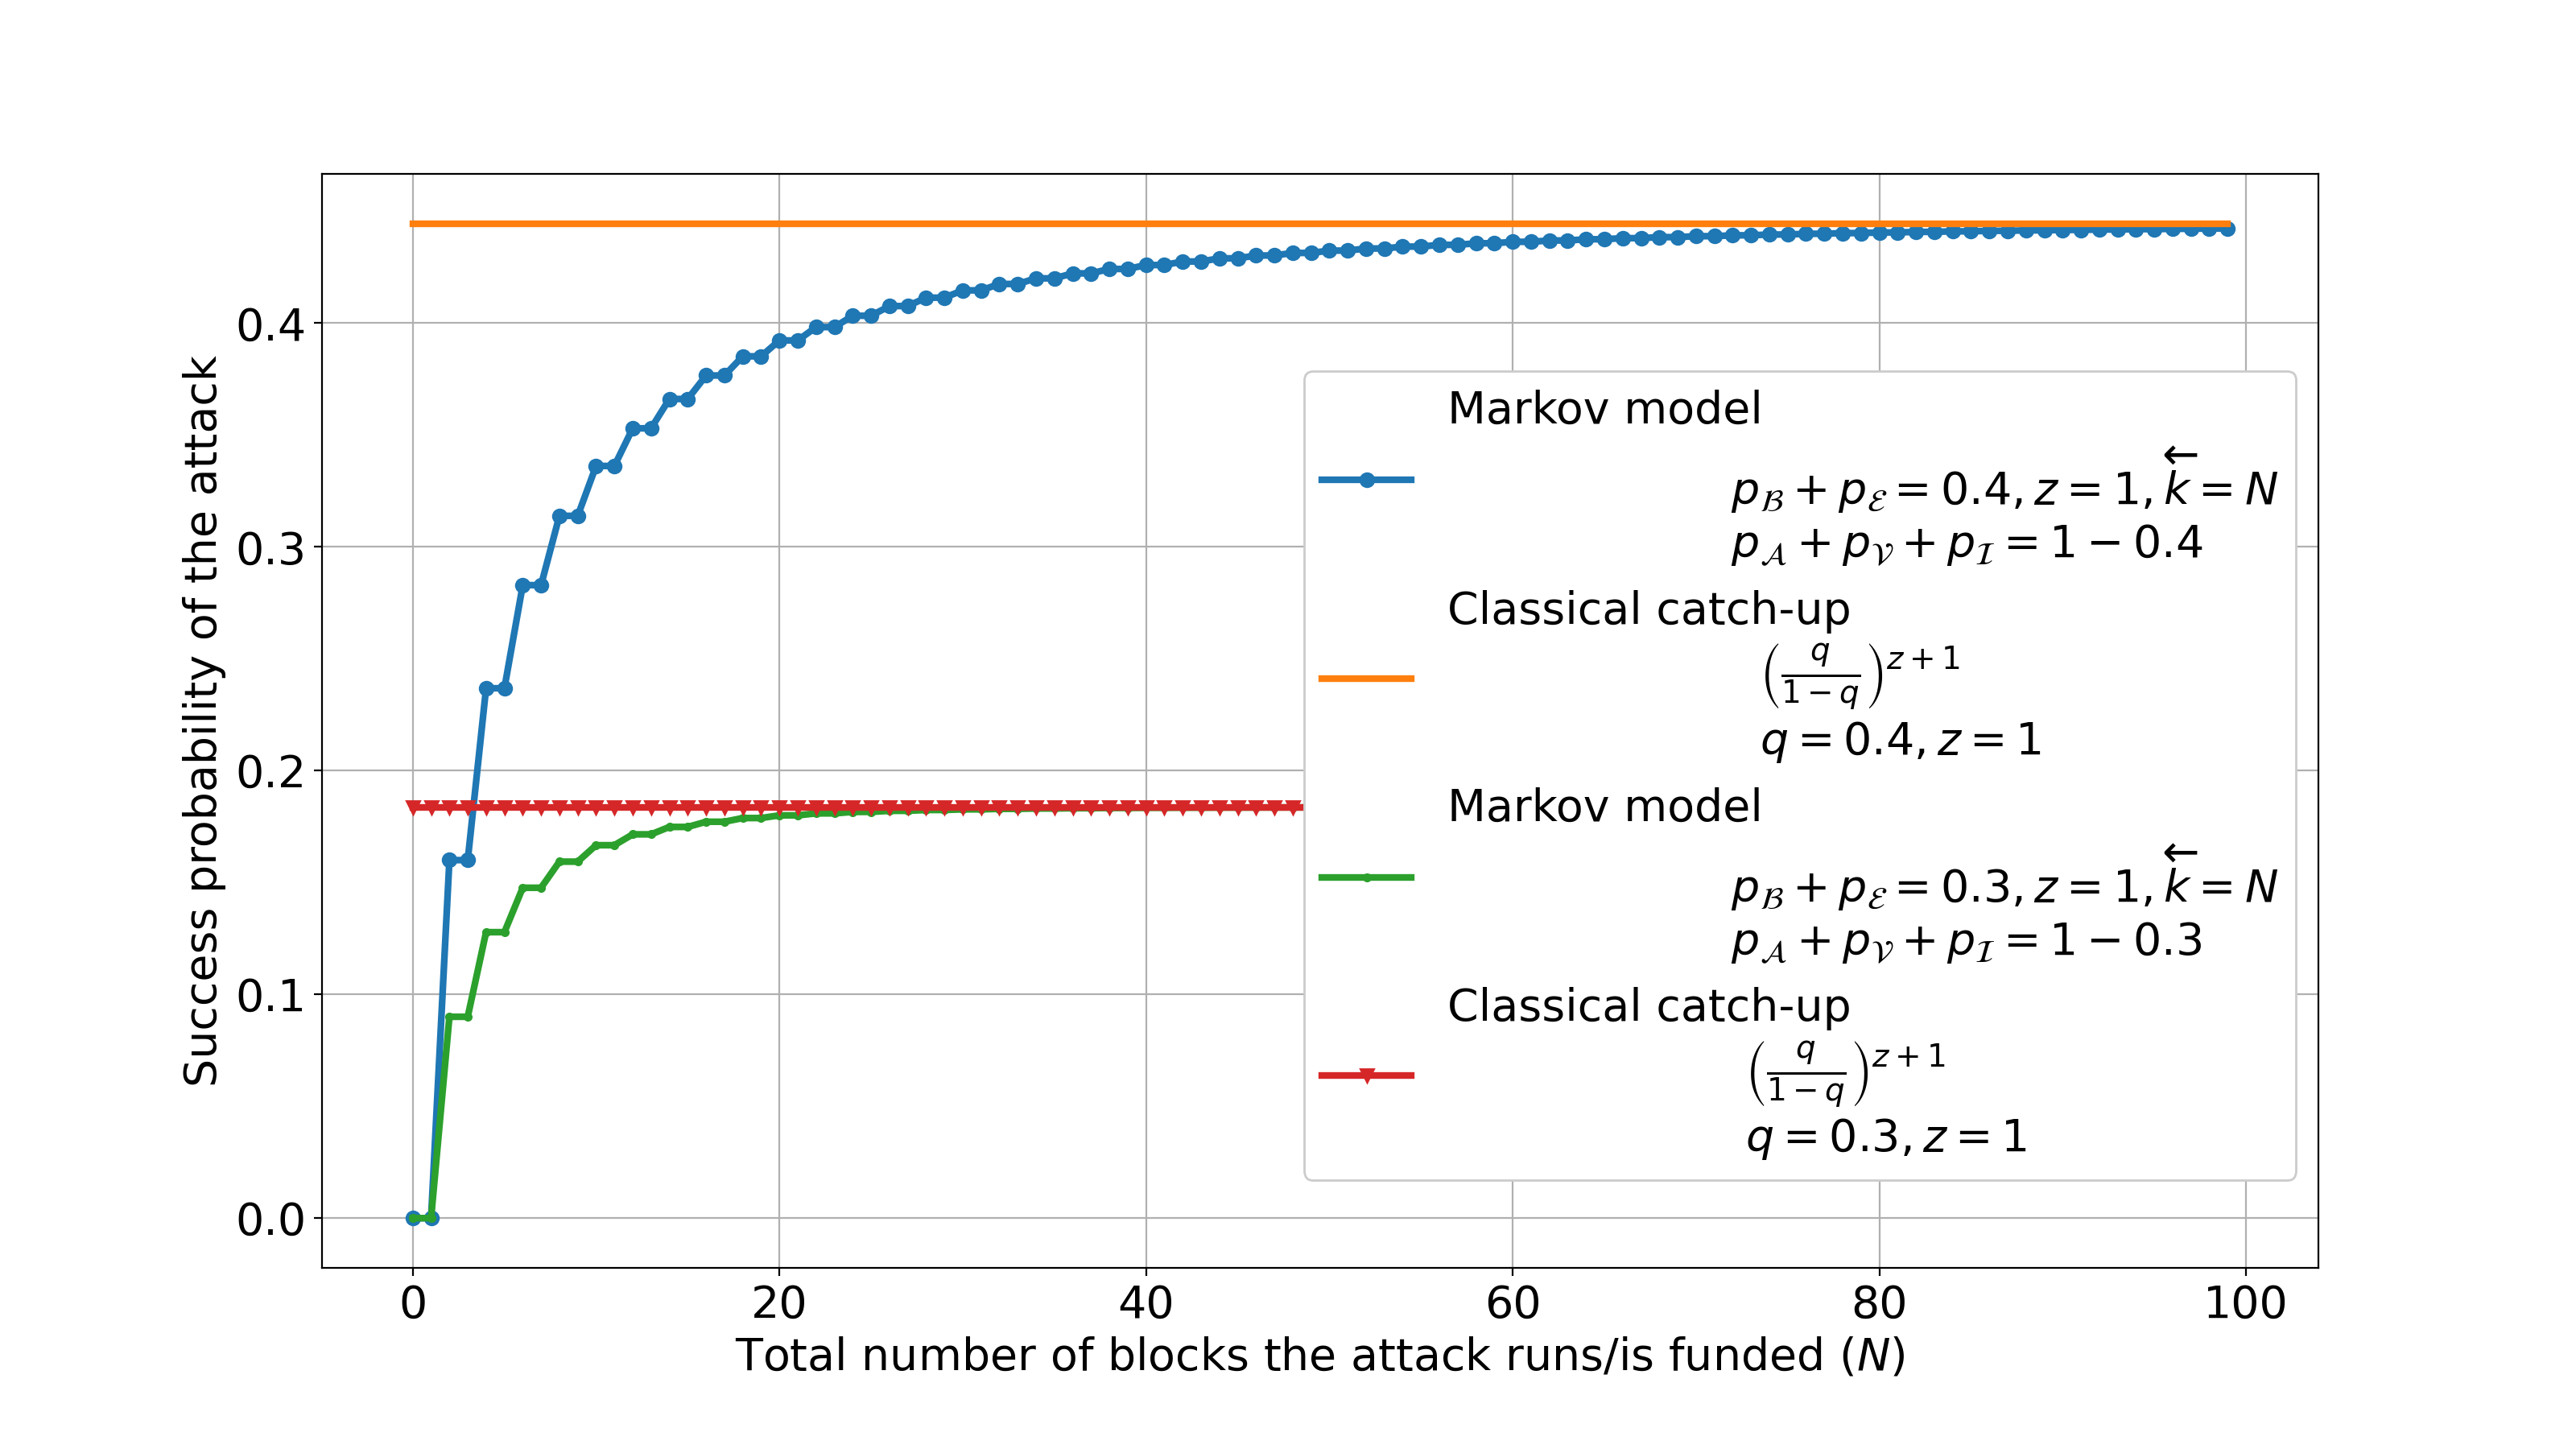 Success probability of the attack
0.4
0.3
0.2
0.1
0.0
0 20 40 60 80 100
Total number of blocks the attack runs/is funded (N)
Markov model
p_ℬ + p_ℰ = 0.4, z = 1, \overleftarrow{k} = N
p_𝒜 + p_𝒱 + p_ℐ = 1 − 0.4
Classical catch-up
(q/(1 − q))^{z + 1}
q = 0.4, z = 1
Markov model
p_ℬ + p_ℰ = 0.3, z = 1, \overleftarrow{k} = N
p_𝒜 + p_𝒱 + p_ℐ = 1 − 0.3
Classical catch-up
(q/(1 − q))^{z + 1}
q = 0.3, z = 1